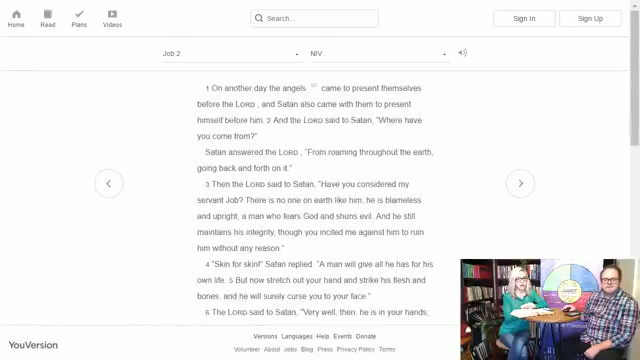 Home Read Plans Videos
Search...
Sign In Sign Up
Job 2 NIV
1 On another day the angels came to present themselves
before the LORD , and Satan also came with them to present
himself before him. 2 And the LORD said to Satan, “Where have
you come from?”
Satan answered the LORD , “From roaming throughout the earth,
going back and forth on it.”
3 Then the LORD said to Satan, “Have you considered my
servant Job? There is no one on earth like him; he is blameless
and upright, a man who fears God and shuns evil. And he still
maintains his integrity, though you incited me against him to ruin
him without any reason.”
4 “Skin for skin!” Satan replied. “A man will give all he has for his
own life. 5 But now stretch out your hand and strike his flesh and
bones, and he will surely curse you to your face.”
6 The LORD said to Satan, “Very well, then, he is in your hands;
YouVersion
Versions Languages Help Events Donate
Volunteer About Jobs Blog Press Privacy Policy Terms